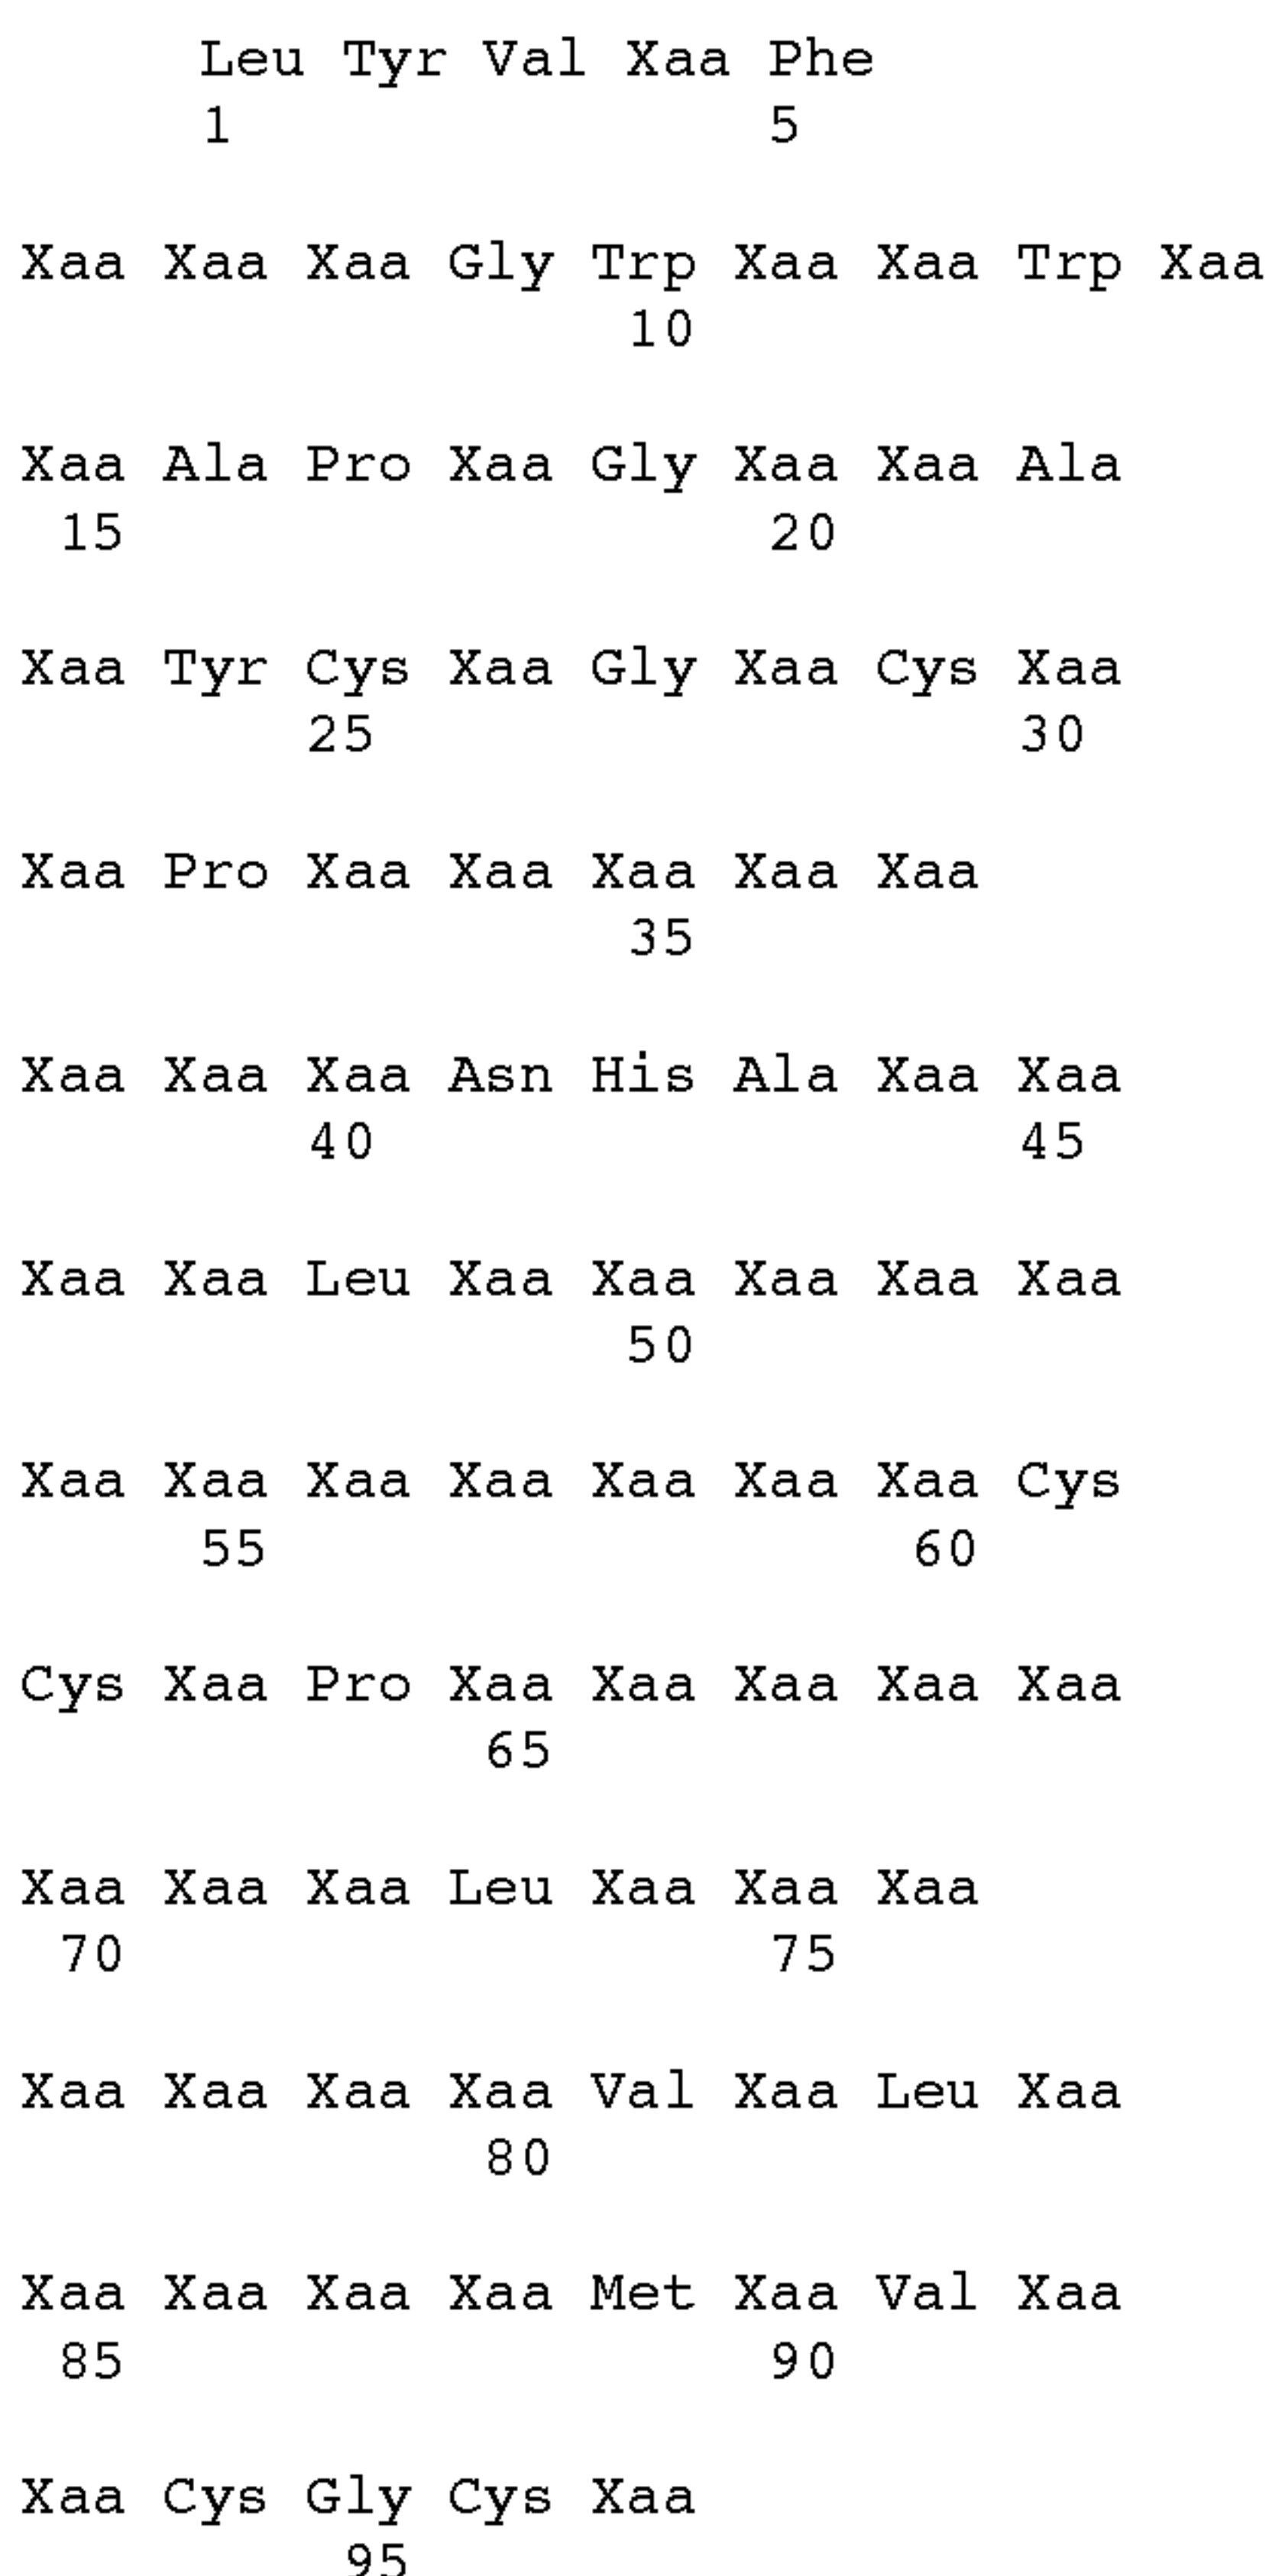 Leu Tyr Val Xaa Phe
1 5
Xaa Xaa Xaa Gly Trp Xaa Xaa Trp Xaa
10
Xaa Ala Pro Xaa Gly Xaa Xaa Ala
15 20
Xaa Tyr Cys Xaa Gly Xaa Cys Xaa
25 30
Xaa Pro Xaa Xaa Xaa Xaa Xaa
35
Xaa Xaa Xaa Asn His Ala Xaa Xaa
40 45
Xaa Xaa Leu Xaa Xaa Xaa Xaa Xaa
50
Xaa Xaa Xaa Xaa Xaa Xaa Xaa Cys
55 60
Cys Xaa Pro Xaa Xaa Xaa Xaa Xaa
65
Xaa Xaa Xaa Leu Xaa Xaa Xaa
70 75
Xaa Xaa Xaa Xaa Val Xaa Leu Xaa
80
Xaa Xaa Xaa Xaa Met Xaa Val Xaa
85 90
Xaa Cys Gly Cys Xaa
95